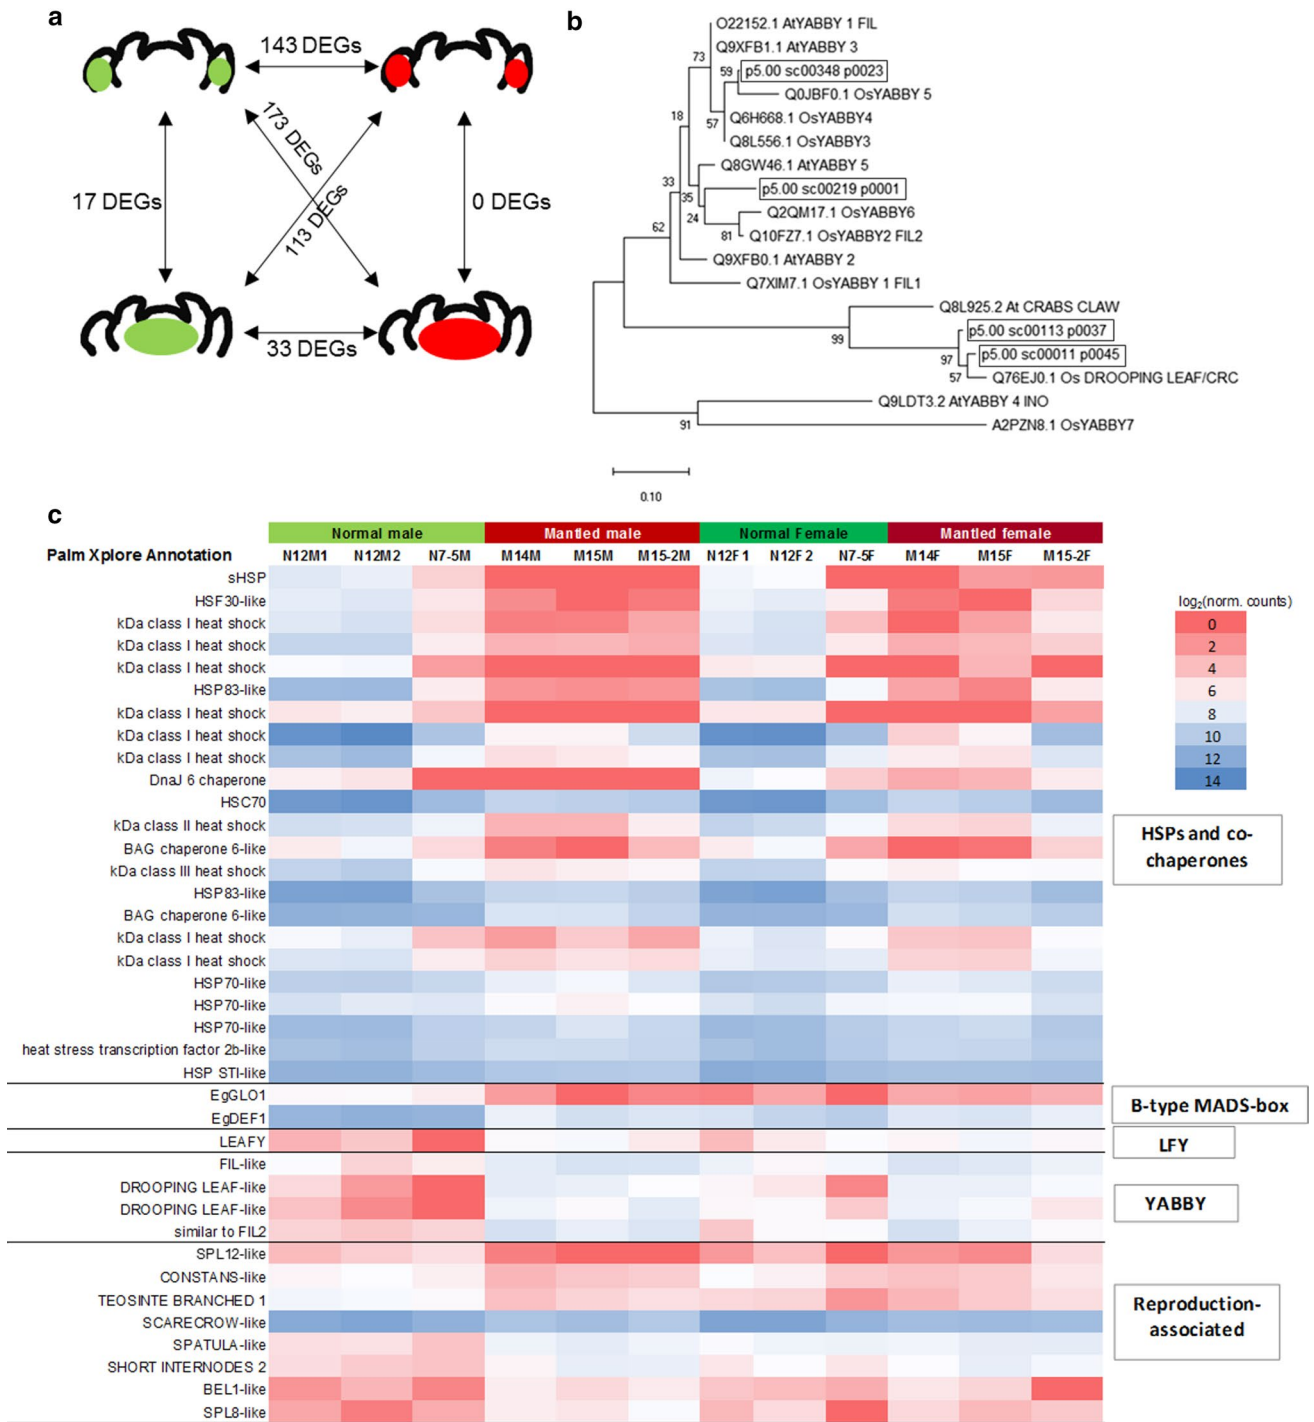 a
143 DEGs
173 DEGs
113 DEGs
17 DEGs
0 DEGs
33 DEGs
b
O22152.1 AtYABBY 1 FIL
Q9XFB1.1 AtYABBY 3
73
59
p5.00 sc00348 p0023
Q0JBF0.1 OsYABBY 5
18
57
Q6H668.1 OsYABBY4
Q8L556.1 OsYABBY3
Q8GW46.1 AtYABBY 5
33
35
p5.00 sc00219 p0001
24
Q2QM17.1 OsYABBY6
62
81
Q10FZ7.1 OsYABBY2 FIL2
Q9XFB0.1 AtYABBY 2
Q7XIM7.1 OsYABBY 1 FIL1
Q8L925.2 At CRABS CLAW
99
p5.00 sc00113 p0037
97
p5.00 sc00011 p0045
57
Q76EJ0.1 Os DROOPING LEAF/CRC
Q9LDT3.2 AtYABBY 4 INO
91
A2PZN8.1 OsYABBY7
0.10
c
Normal male Mantled male Normal Female Mantled female
Palm Xplore Annotation N12M1 N12M2 N7-5M M14M M15M M15-2M N12F1 N12F2 N7-5F M14F M15F M15-2F
sHSP
HSF30-like
kDa class I heat shock
kDa class I heat shock
kDa class I heat shock
HSP83-like
kDa class I heat shock
kDa class I heat shock
kDa class I heat shock
DnaJ 6 chaperone
HSC70
kDa class II heat shock
BAG chaperone 6-like
kDa class III heat shock
HSP83-like
BAG chaperone 6-like
kDa class I heat shock
kDa class I heat shock
HSP70-like
HSP70-like
HSP70-like
heat stress transcription factor 2b-like
HSP STI-like
EgGLO1
EgDEF1
LEAFY
FIL-like
DROOPING LEAF-like
DROOPING LEAF-like
similar to FIL2
SPL12-like
CONSTANS-like
TEOSINTE BRANCHED 1
SCARECROW-like
SPATULA-like
SHORT INTERNODES 2
BEL1-like
SPL8-like
log2(norm. counts)
0
2
4
6
8
10
12
14
HSPs and co-
chaperones
B-type MADS-box
LFY
YABBY
Reproduction-
associated